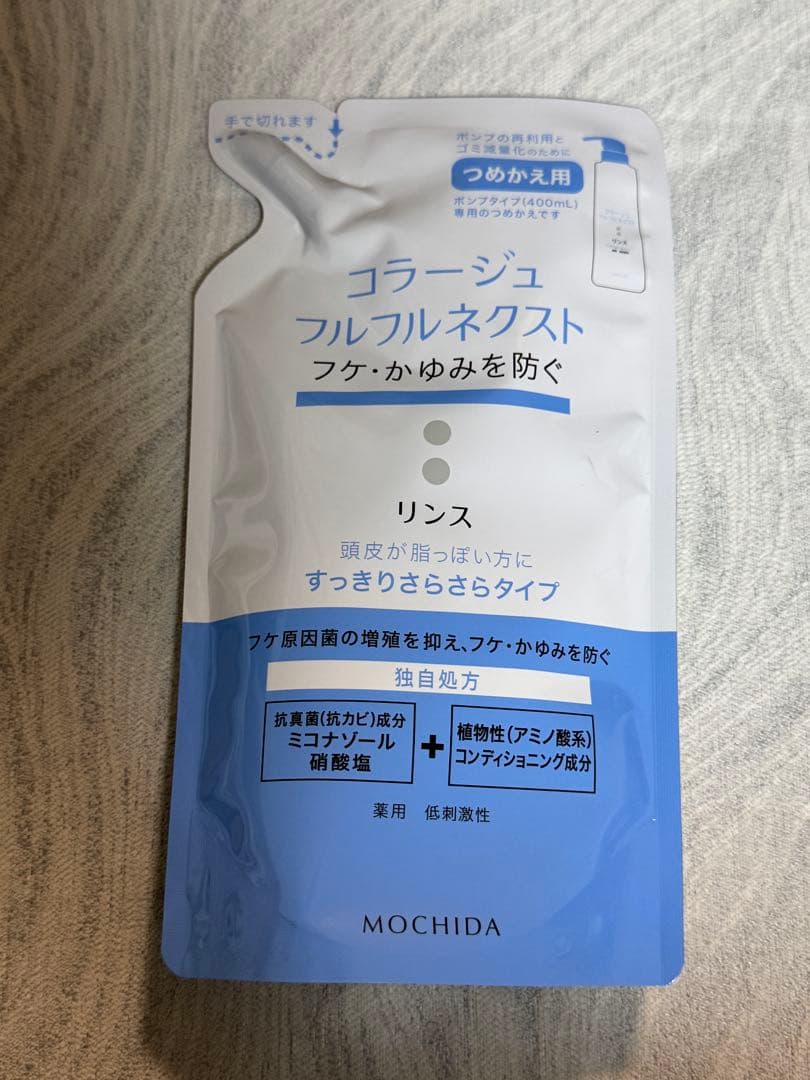 手で切れます
ポンプの再利用と
ゴミ減量化のために
つめかえ用
ポンプタイプ(400mL)
専用のつめかえです
リンス
コラージュ
フルフルネクスト
フケ・かゆみを防ぐ
リンス
頭皮が脂っぽい方に
すっきりさらさらタイプ
フケ原因菌の増殖を抑え、フケ・かゆみを防ぐ
独自処方
抗真菌(抗カビ)成分
ミコナゾール
硝酸塩
+
植物性(アミノ酸系)
コンディショニング成分
薬用 低刺激性
MOCHIDA